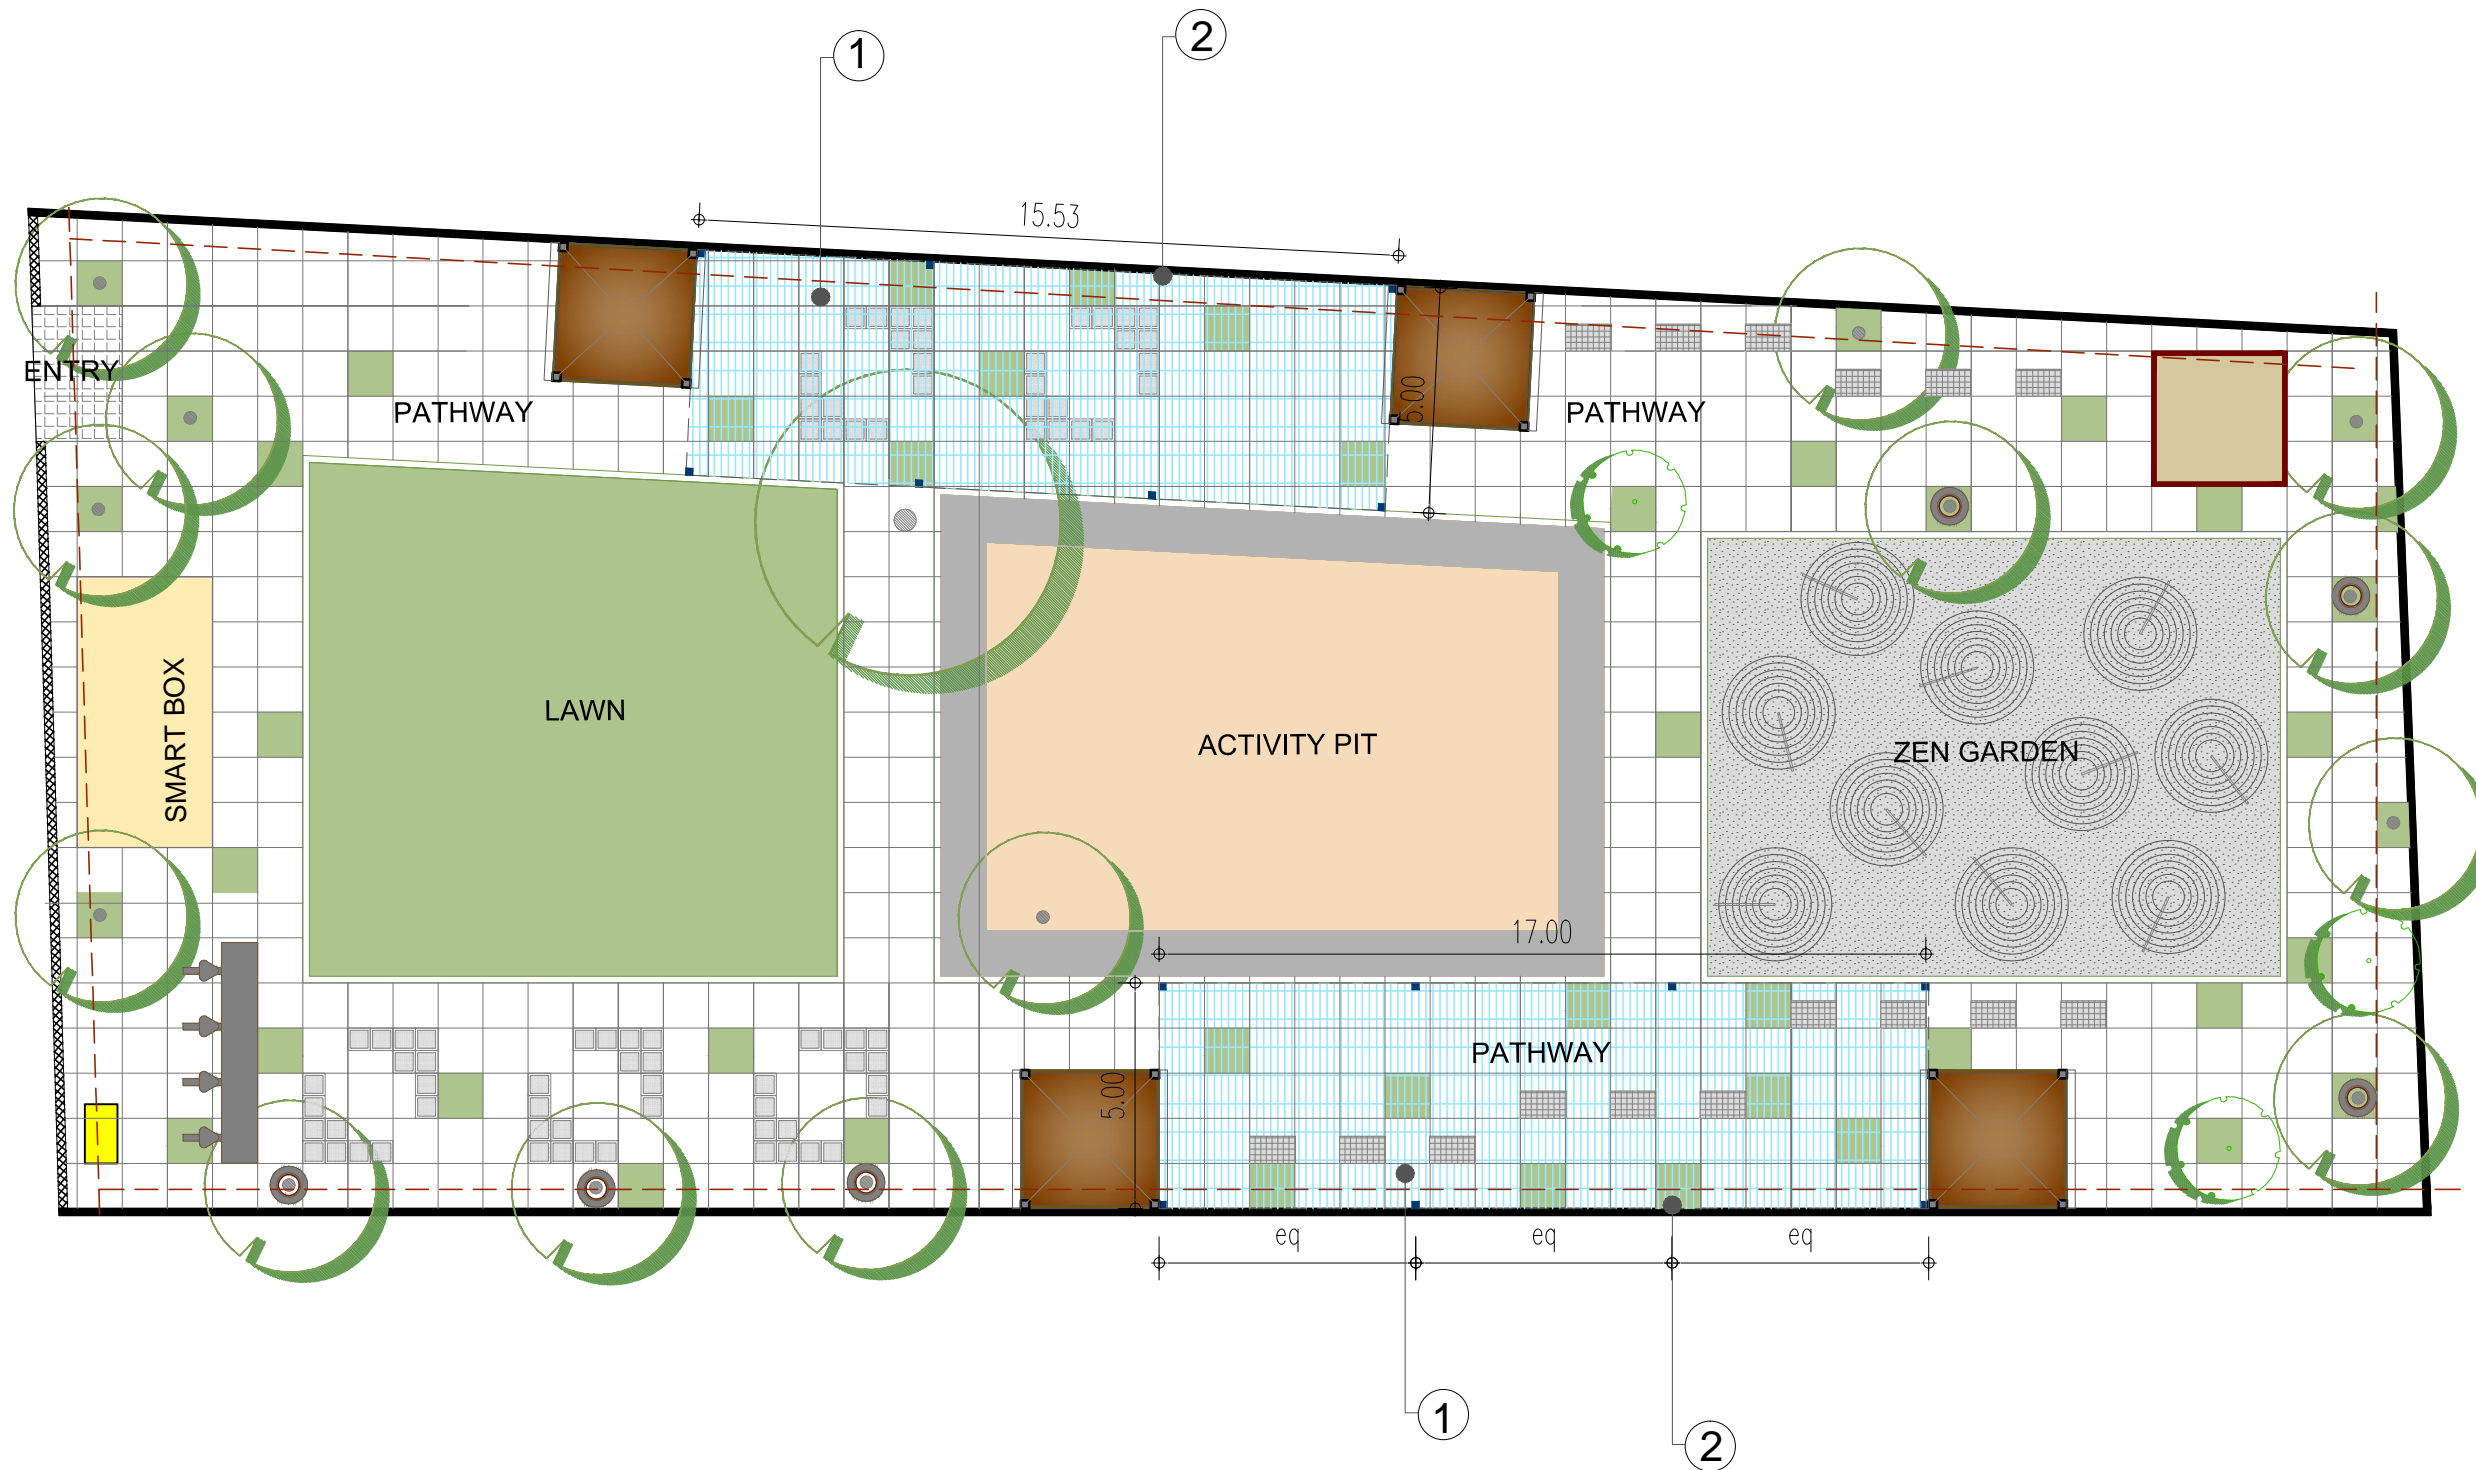 2
1
15.53
ENTRY
PATHWAY
5.00
PATHWAY
SMART BOX
LAWN
ACTIVITY PIT
ZEN GARDEN
17.00
PATHWAY
5.00
eq
eq
eq
1
2